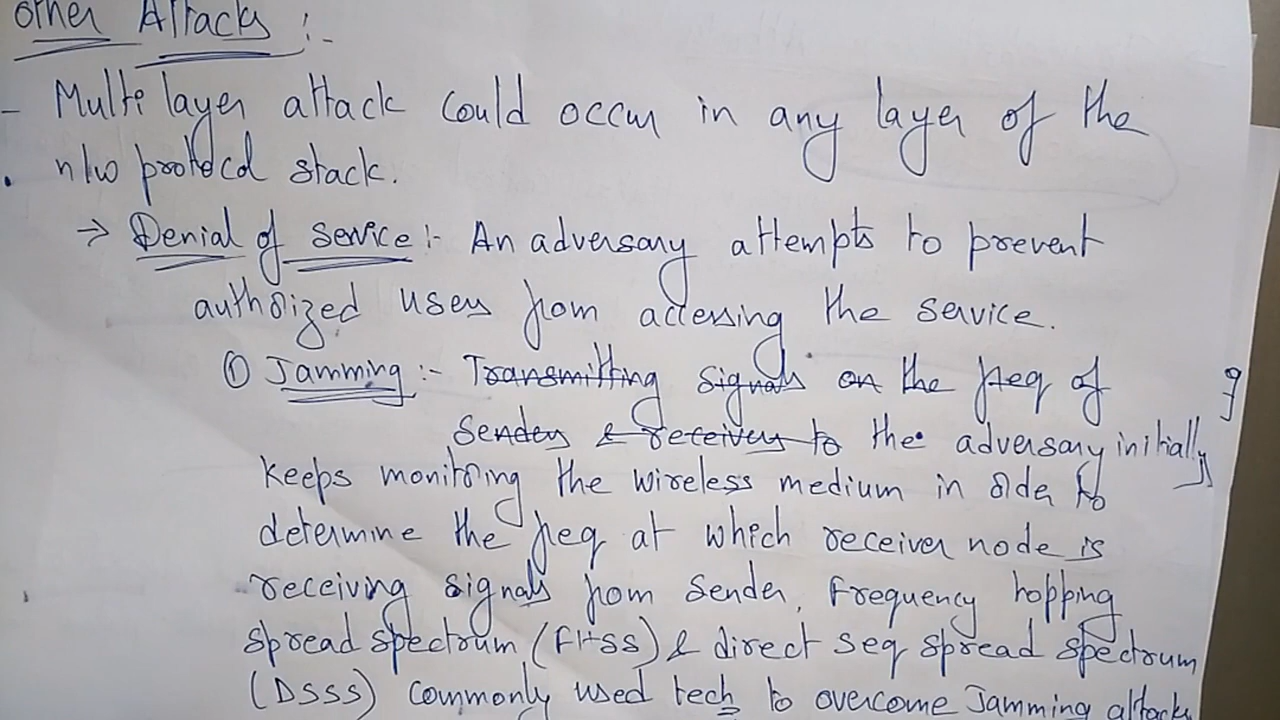 Other Attacks :-
- Multi layer attack could occur in any layer of the
n/w protocol stack.
→ Denial of service :- An adversary attempts to prevent
authorized users from accessing the service.
① Jamming :- Transmitting signals on the freq of
senders & receivers to the adversary initially
keeps monitoring the wireless medium in order to
determine the freq at which receiver node is
receiving signals from sender, Frequency hopping
spread spectrum (FHSS) & direct seq spread spectrum
(DSSS) commonly used tech to overcome Jamming attacks